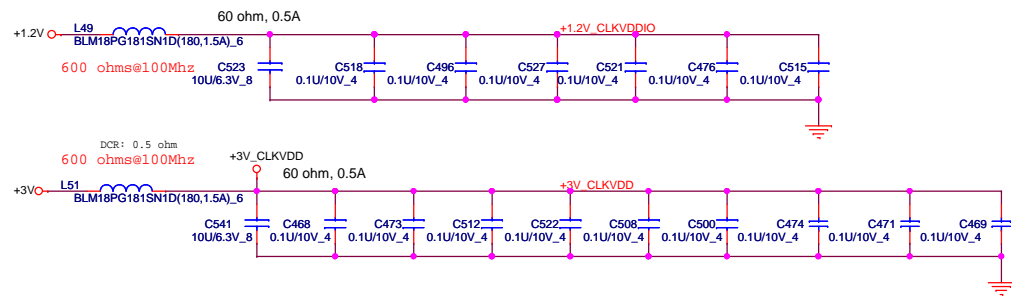 60 ohm, 0.5A
L49
+1.2V
+1.2V_CLKVDDIO
BLM18PG181SN1D(180,1.5A)_6
600 ohms@100Mhz
C523
10U/6.3V_8
C518
0.1U/10V_4
C496
0.1U/10V_4
C527
0.1U/10V_4
C521
0.1U/10V_4
C476
0.1U/10V_4
C515
0.1U/10V_4
DCR: 0.5 ohm
600 ohms@100Mhz
+3V_CLKVDD
60 ohm, 0.5A
+3V
L51
+3V_CLKVDD
BLM18PG181SN1D(180,1.5A)_6
C541
10U/6.3V_8
C468
0.1U/10V_4
C473
0.1U/10V_4
C512
0.1U/10V_4
C522
0.1U/10V_4
C508
0.1U/10V_4
C500
0.1U/10V_4
C474
0.1U/10V_4
C471
0.1U/10V_4
C469
0.1U/10V_4